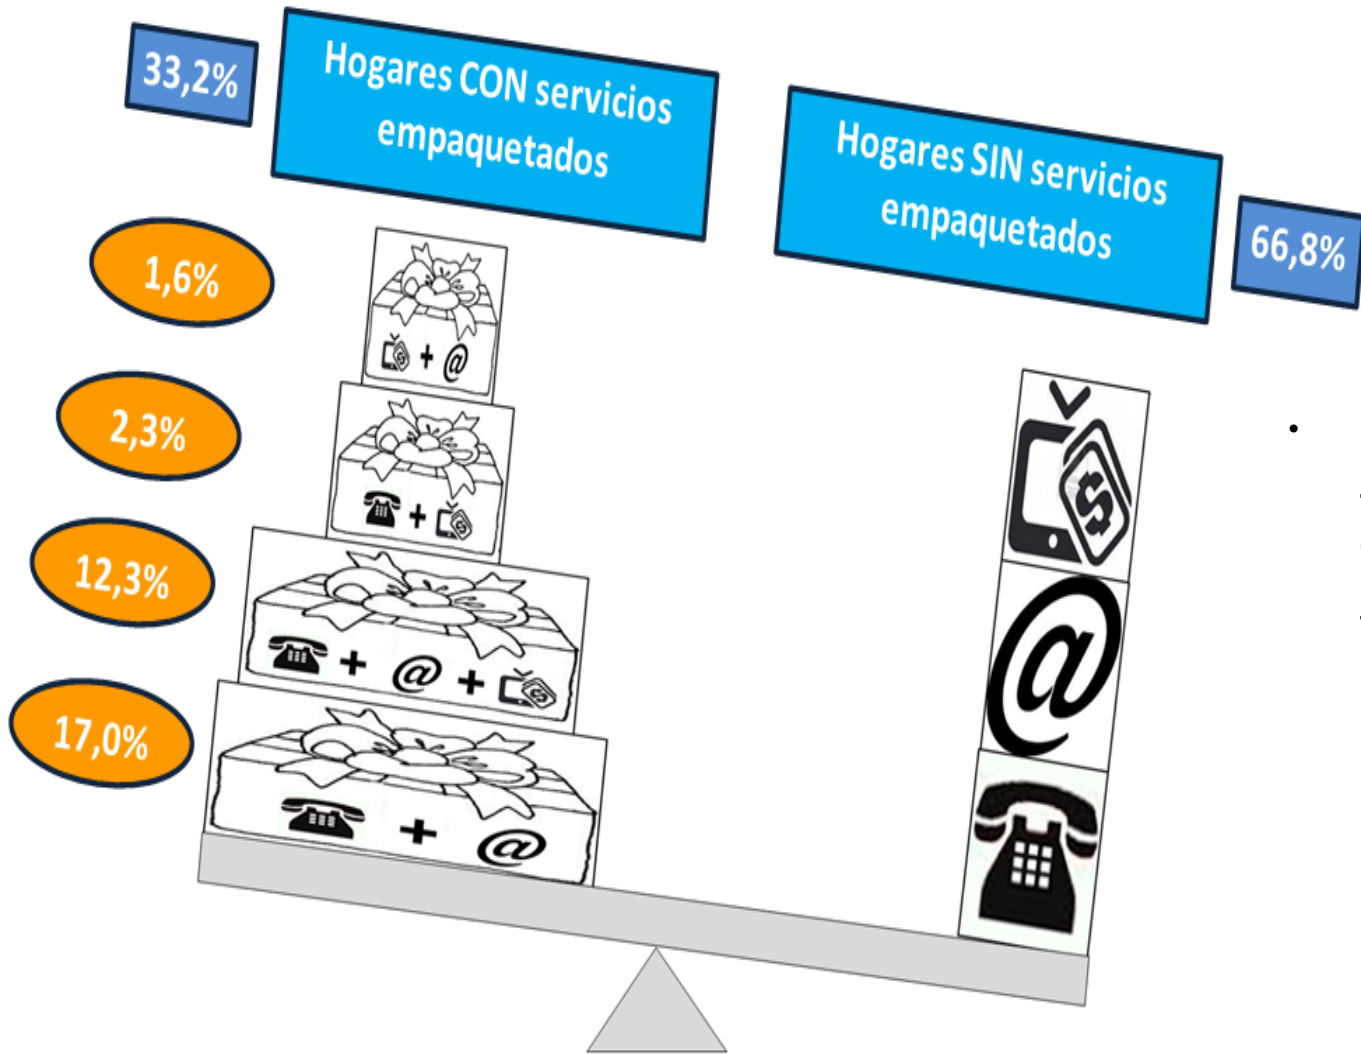 33,2%
Hogares CON servicios
empaquetados
Hogares SIN servicios
empaquetados
66,8%
1,6%
+ @
2,3%
+
12,3%
+ @ +
17,0%
+ @
$
@